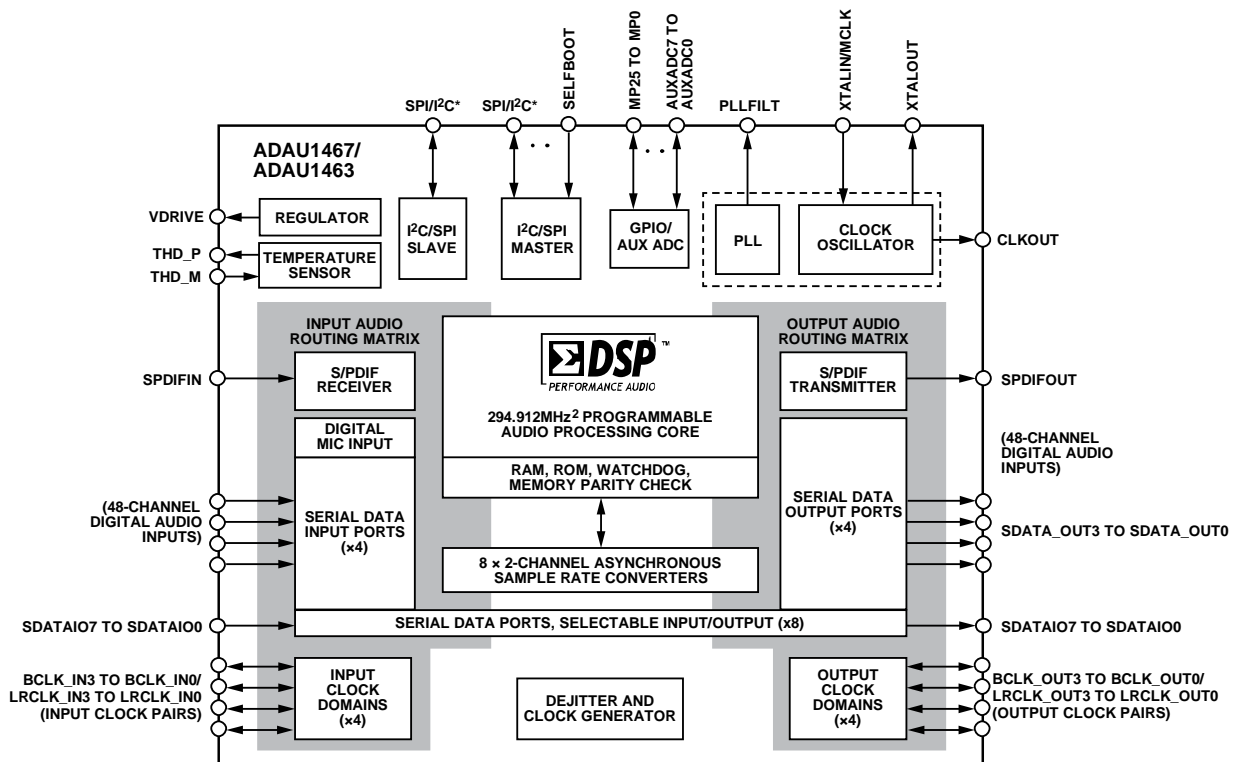 SPI/I²C*
SPI/I²C*
SELFBOOT
MP25 TO MP0
AUXADC7 TO
AUXADC0
PLLFILT
XTALIN/MCLK
XTALOUT
ADAU1467/
ADAU1463
VDRIVE
REGULATOR
THD_P
THD_M
TEMPERATURE
SENSOR
I²C/SPI
SLAVE
I²C/SPI
MASTER
GPIO/
AUX ADC
PLL
CLOCK
OSCILLATOR
CLKOUT
INPUT AUDIO
ROUTING MATRIX
ΣDSP™
PERFORMANCE AUDIO
294.912MHz² PROGRAMMABLE
AUDIO PROCESSING CORE
RAM, ROM, WATCHDOG,
MEMORY PARITY CHECK
OUTPUT AUDIO
ROUTING MATRIX
SPDIFIN
S/PDIF
RECEIVER
S/PDIF
TRANSMITTER
SPDIFOUT
DIGITAL
MIC INPUT
(48-CHANNEL
DIGITAL AUDIO
INPUTS)
SERIAL DATA
INPUT PORTS
(×4)
8 × 2-CHANNEL ASYNCHRONOUS
SAMPLE RATE CONVERTERS
SERIAL DATA
OUTPUT PORTS
(×4)
(48-CHANNEL
DIGITAL AUDIO
INPUTS)
SDATA_OUT3 TO SDATA_OUT0
SDATAIO7 TO SDATAIO0
SERIAL DATA PORTS, SELECTABLE INPUT/OUTPUT (x8)
SDATAIO7 TO SDATAIO0
BCLK_IN3 TO BCLK_IN0/
LRCLK_IN3 TO LRCLK_IN0
(INPUT CLOCK PAIRS)
INPUT
CLOCK
DOMAINS
(×4)
DEJITTER AND
CLOCK GENERATOR
OUTPUT
CLOCK
DOMAINS
(×4)
BCLK_OUT3 TO BCLK_OUT0/
LRCLK_OUT3 TO LRCLK_OUT0
(OUTPUT CLOCK PAIRS)